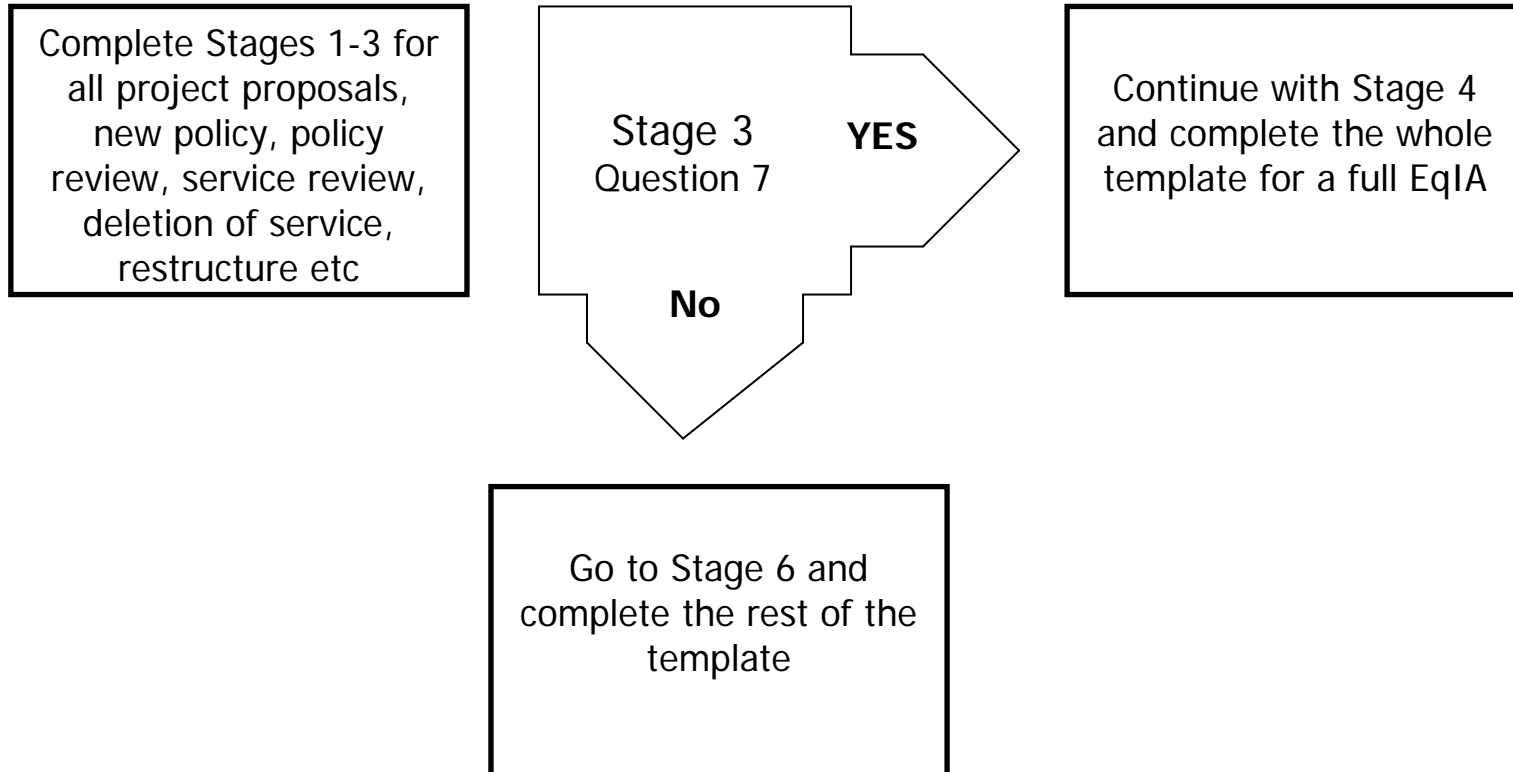 Complete Stages 1-3 for
all project proposals,
new policy, policy
review, service review,
deletion of service,
restructure etc
Stage 3
Question 7
YES
No
Continue with Stage 4
and complete the whole
template for a full EqIA
Go to Stage 6 and
complete the rest of the
template